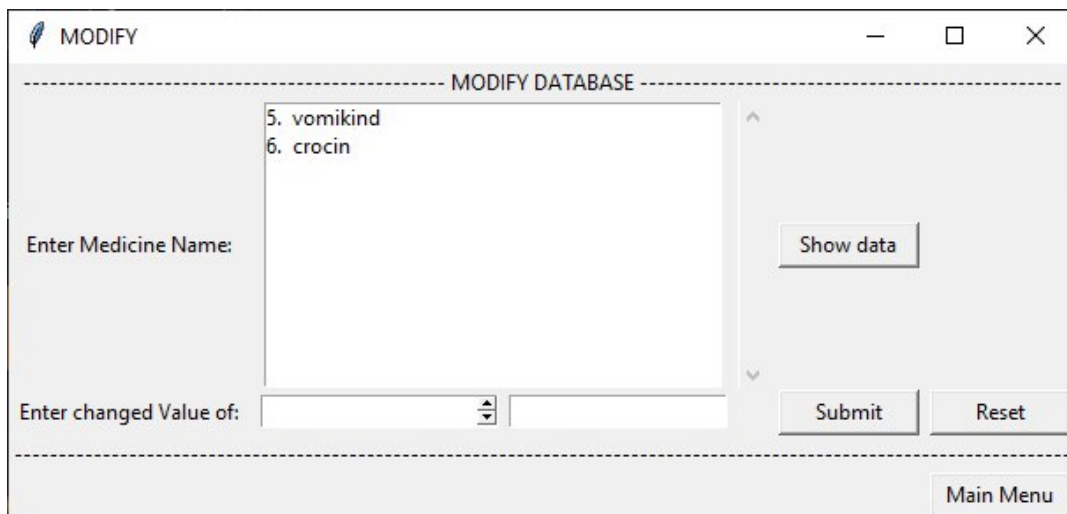 MODIFY
-------------------------------------------- MODIFY DATABASE --------------------------------------------
5. vomikind
6. crocin
Enter Medicine Name:
Show data
Enter changed Value of:
Submit
Reset
--------------------------------------------------------------------------------------------------------------
Main Menu